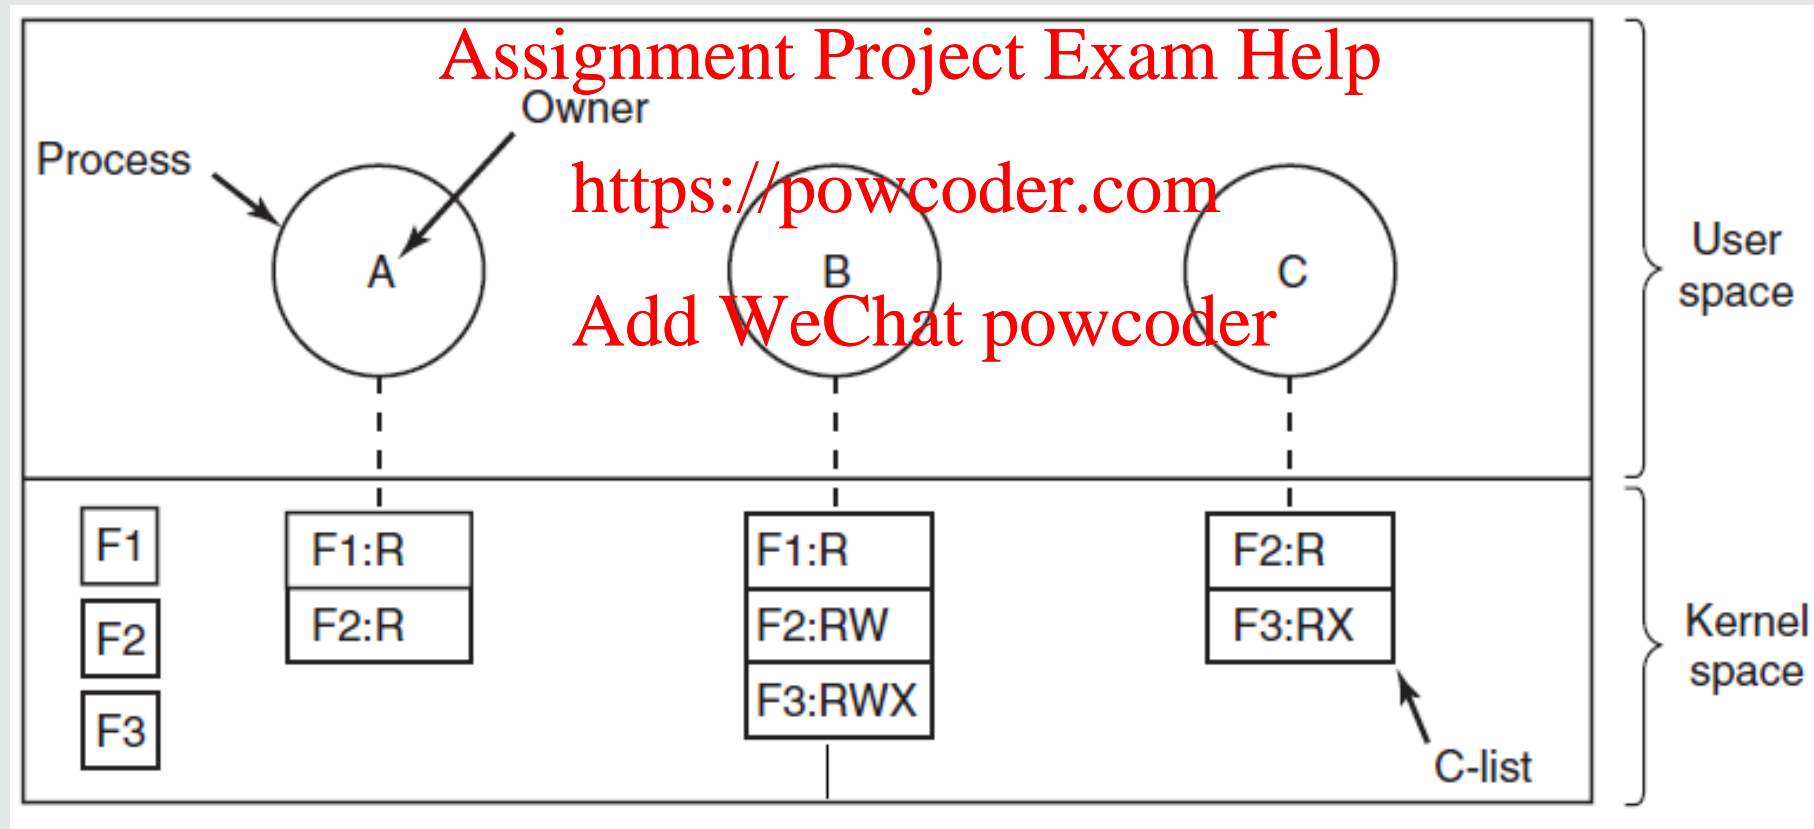 Assignment Project Exam Help
Owner
Process
https://powcoder.com
A
B
C
User
space
Add WeChat powcoder
F1
F2
F3
F1:R
F2:R
F1:R
F2:RW
F3:RWX
F2:R
F3:RX
C-list
Kernel
space